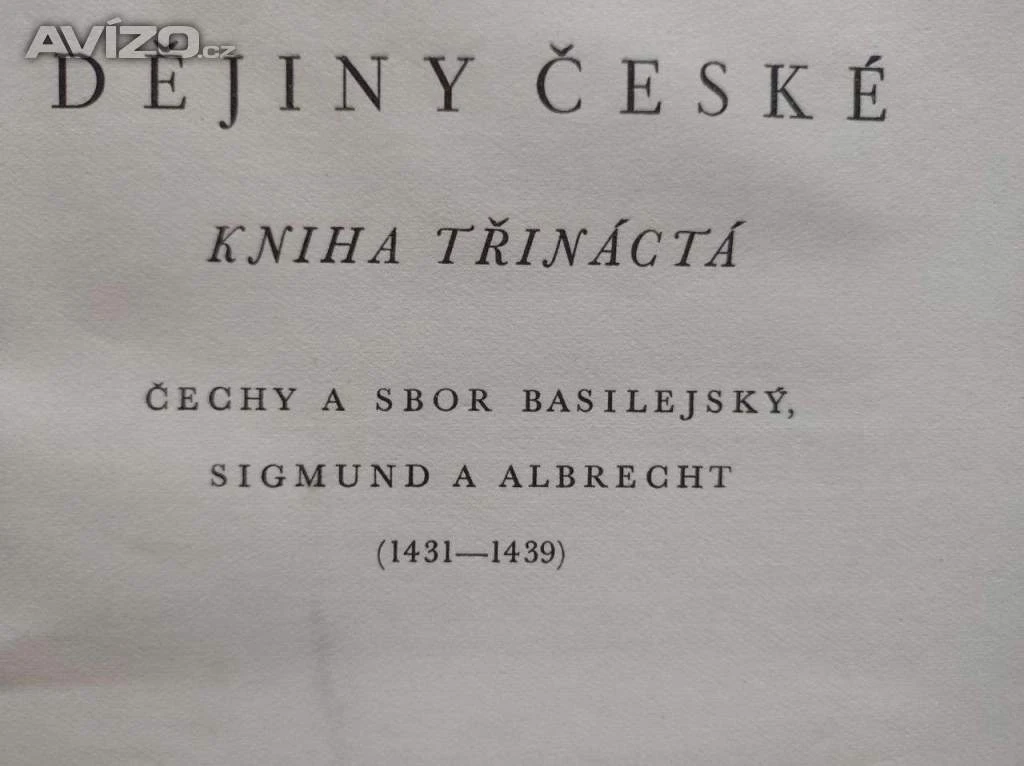 AVÍZO.cz
DĚJINY ČESKÉ
KNIHA TŘINÁCTÁ
ČECHY A SBOR BASILEJSKÝ,
SIGMUND A ALBRECHT
(1431—1439)